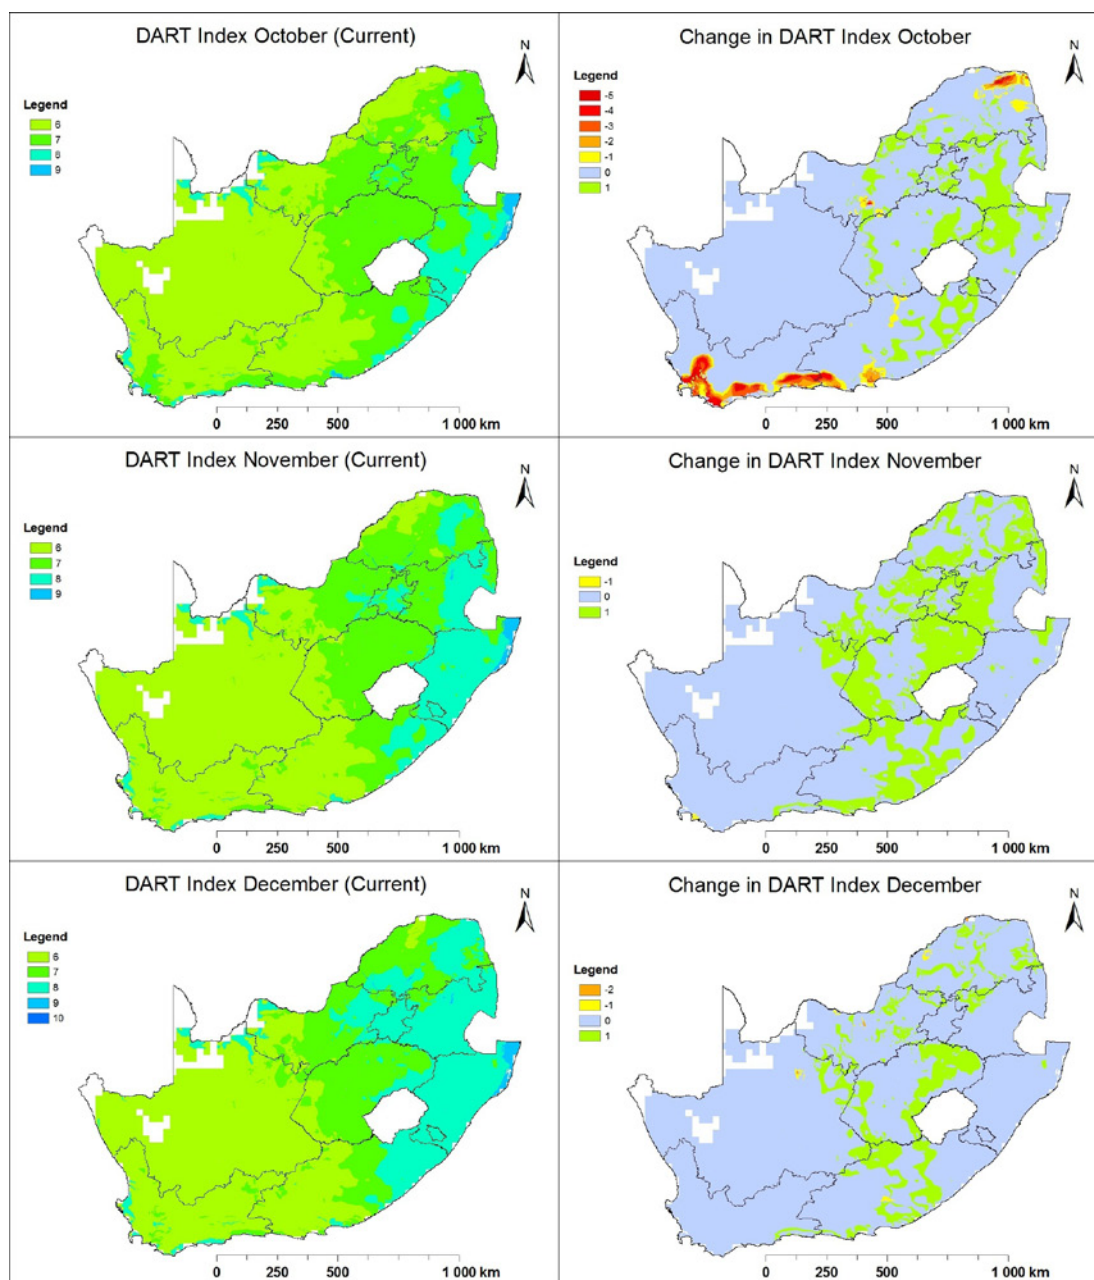 DART Index October (Current)
N
Legend
6
7
8
9
0 250 500 1 000 km
Change in DART Index October
N
Legend
-5
-4
-3
-2
-1
0
1
0 250 500 1 000 km
DART Index November (Current)
N
Legend
6
7
8
9
0 250 500 1 000 km
Change in DART Index November
N
Legend
-1
0
1
0 250 500 1 000 km
DART Index December (Current)
N
Legend
6
7
8
9
10
0 250 500 1 000 km
Change in DART Index December
N
Legend
-2
-1
0
1
0 250 500 1 000 km